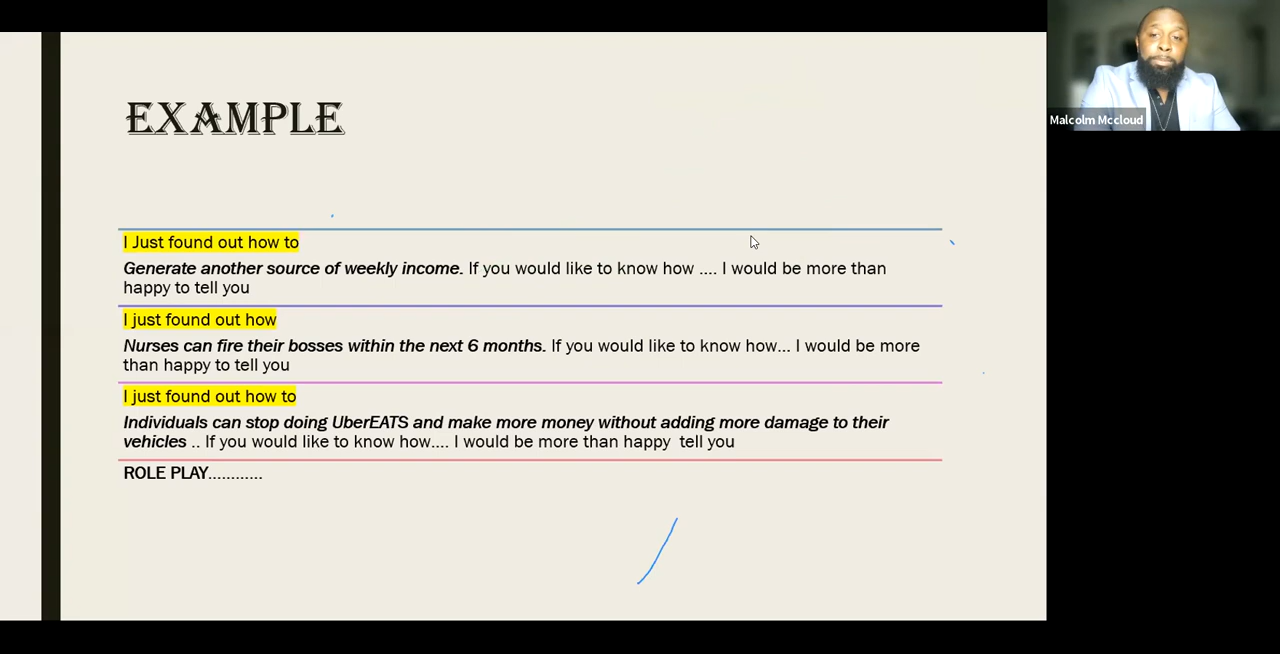 EXAMPLE
I Just found out how to
Generate another source of weekly income. If you would like to know how .... I would be more than
happy to tell you
I just found out how
Nurses can fire their bosses within the next 6 months. If you would like to know how... I would be more
than happy to tell you
I just found out how to
Individuals can stop doing UberEATS and make more money without adding more damage to their
vehicles .. If you would like to know how.... I would be more than happy  tell you
ROLE PLAY............
Malcolm Mccloud